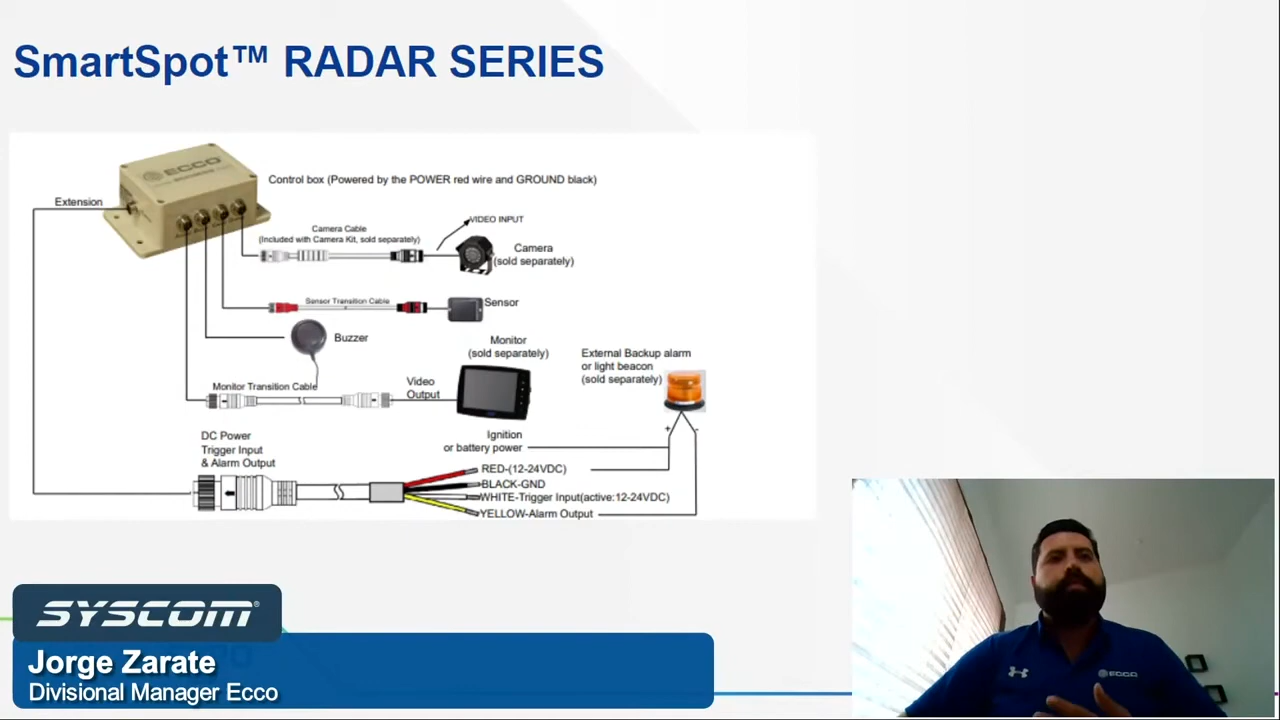 SmartSpot™ RADAR SERIES
ECCO
Control box (Powered by the POWER red wire and GROUND black)
Extension
VIDEO INPUT
Camera Cable
(Included with Camera Kit, sold separately)
Camera
(sold separately)
Sensor Transition Cable
Sensor
Buzzer
Monitor
(sold separately)
External Backup alarm
or light beacon
(sold separately)
Monitor Transition Cable
Video
Output
DC Power
Trigger Input
& Alarm Output
Ignition
or battery power
+ -
RED-(12-24VDC)
BLACK-GND
WHITE-Trigger Input(active:12-24VDC)
YELLOW-Alarm Output
SYSCOM®
Jorge Zarate
Divisional Manager Ecco
ECCO